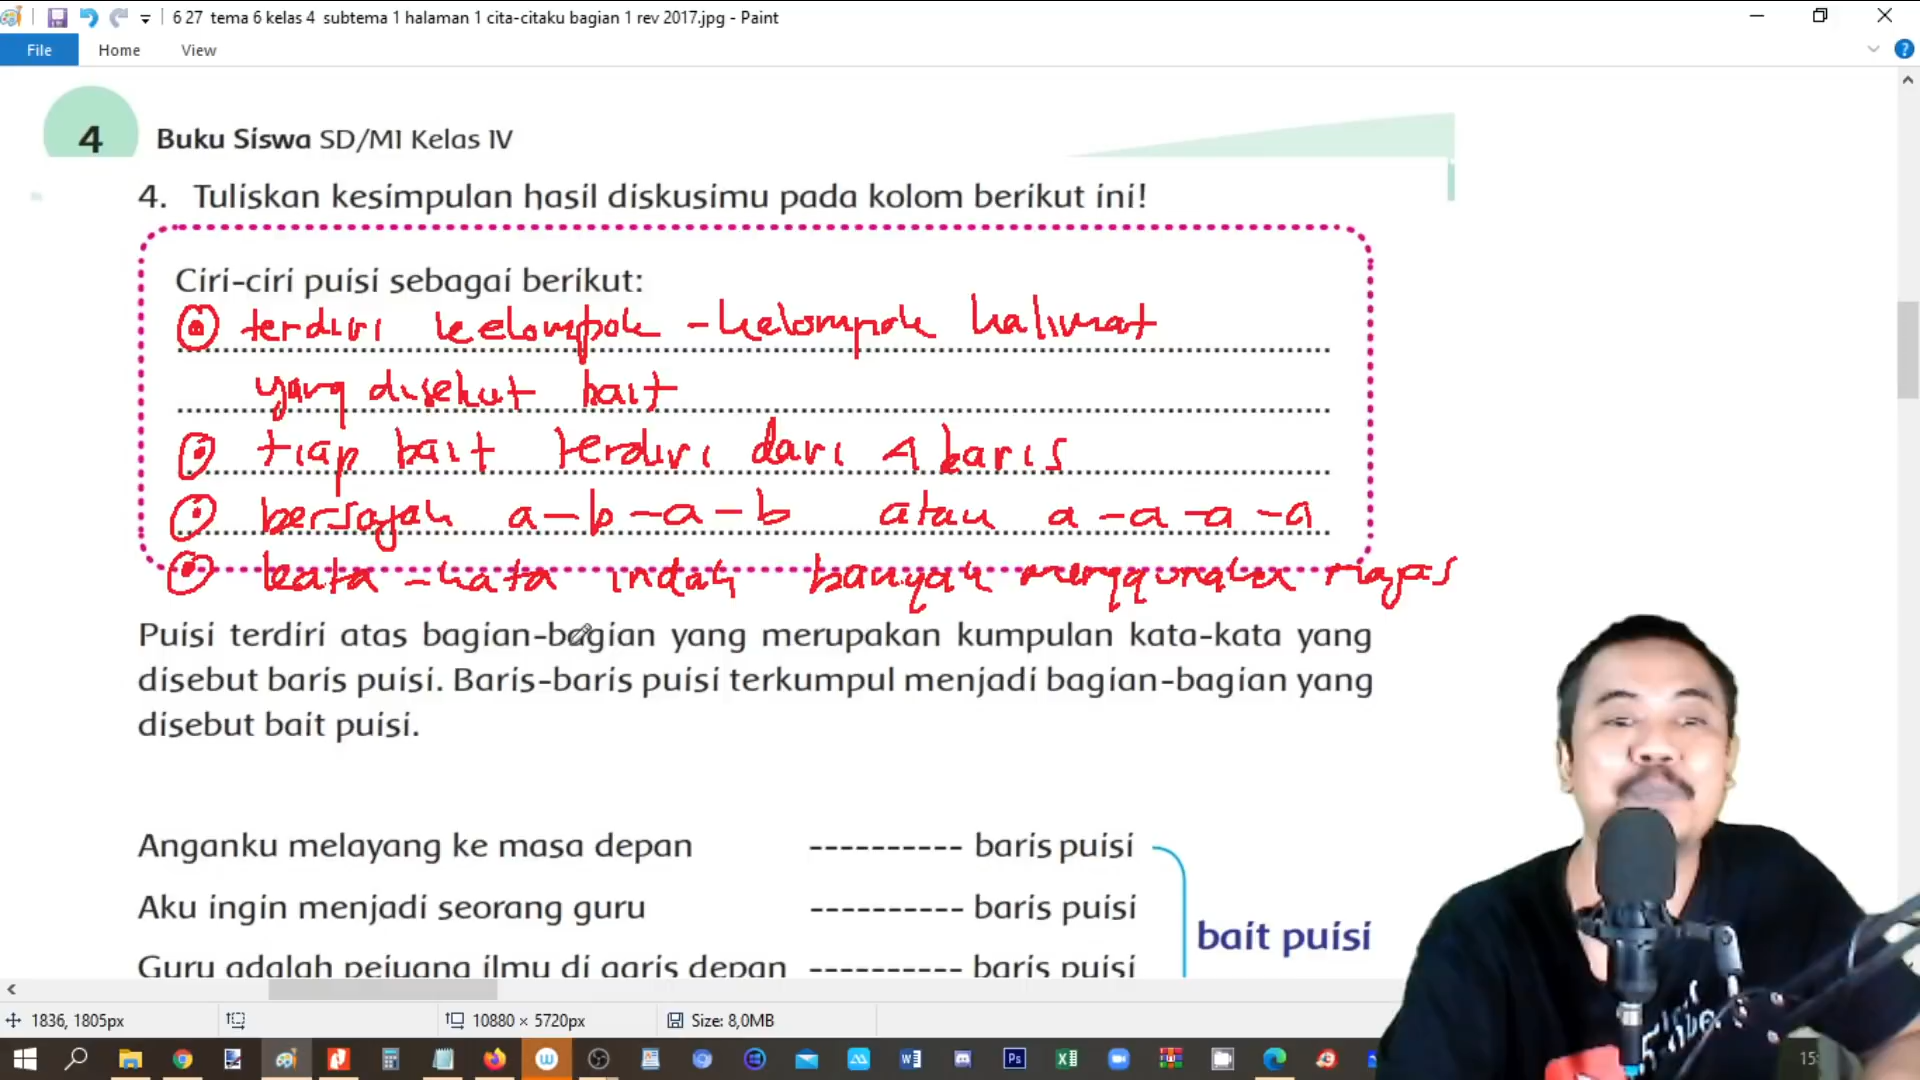 6 27 tema 6 kelas 4 subtema 1 halaman 1 cita-citaku bagian 1 rev 2017.jpg - Paint
File Home View
4 Buku Siswa SD/MI Kelas IV
4. Tuliskan kesimpulan hasil diskusimu pada kolom berikut ini!
Ciri-ciri puisi sebagai berikut:
terdiri kelompok - kelompok kalimat
yang disebut bait
tiap bait terdiri dari 4 baris
bersajak a - b - a - b atau a - a - a - a
kata - kata indah banyak menggunaka majas
Puisi terdiri atas bagian-bagian yang merupakan kumpulan kata-kata yang
disebut baris puisi. Baris-baris puisi terkumpul menjadi bagian-bagian yang
disebut bait puisi.
Anganku melayang ke masa depan ---------- baris puisi
Aku ingin menjadi seorang guru ---------- baris puisi
bait puisi
Guru adalah pejuang ilmu di garis depan ---------- baris puisi
1836, 1805px 10880 × 5720px Size: 8,0MB